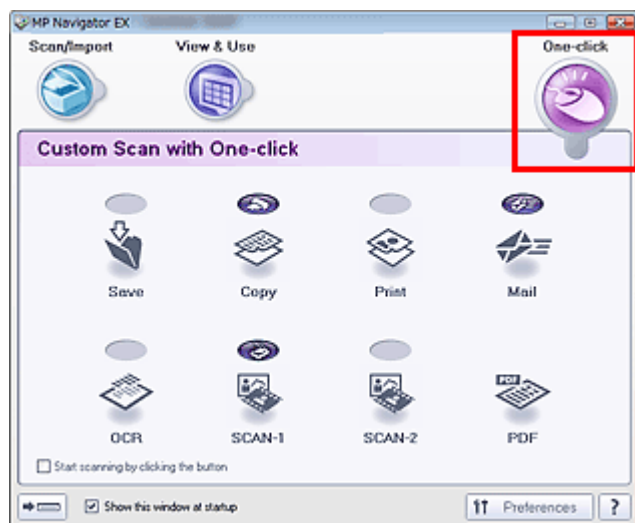 MP Navigator EX
Scan/Import View & Use One-click
Custom Scan with One-click
Save Copy Print Mail
PDF
OCR SCAN-1 SCAN-2 PDF
Start scanning by clicking the button
Show this window at startup Preferences ?